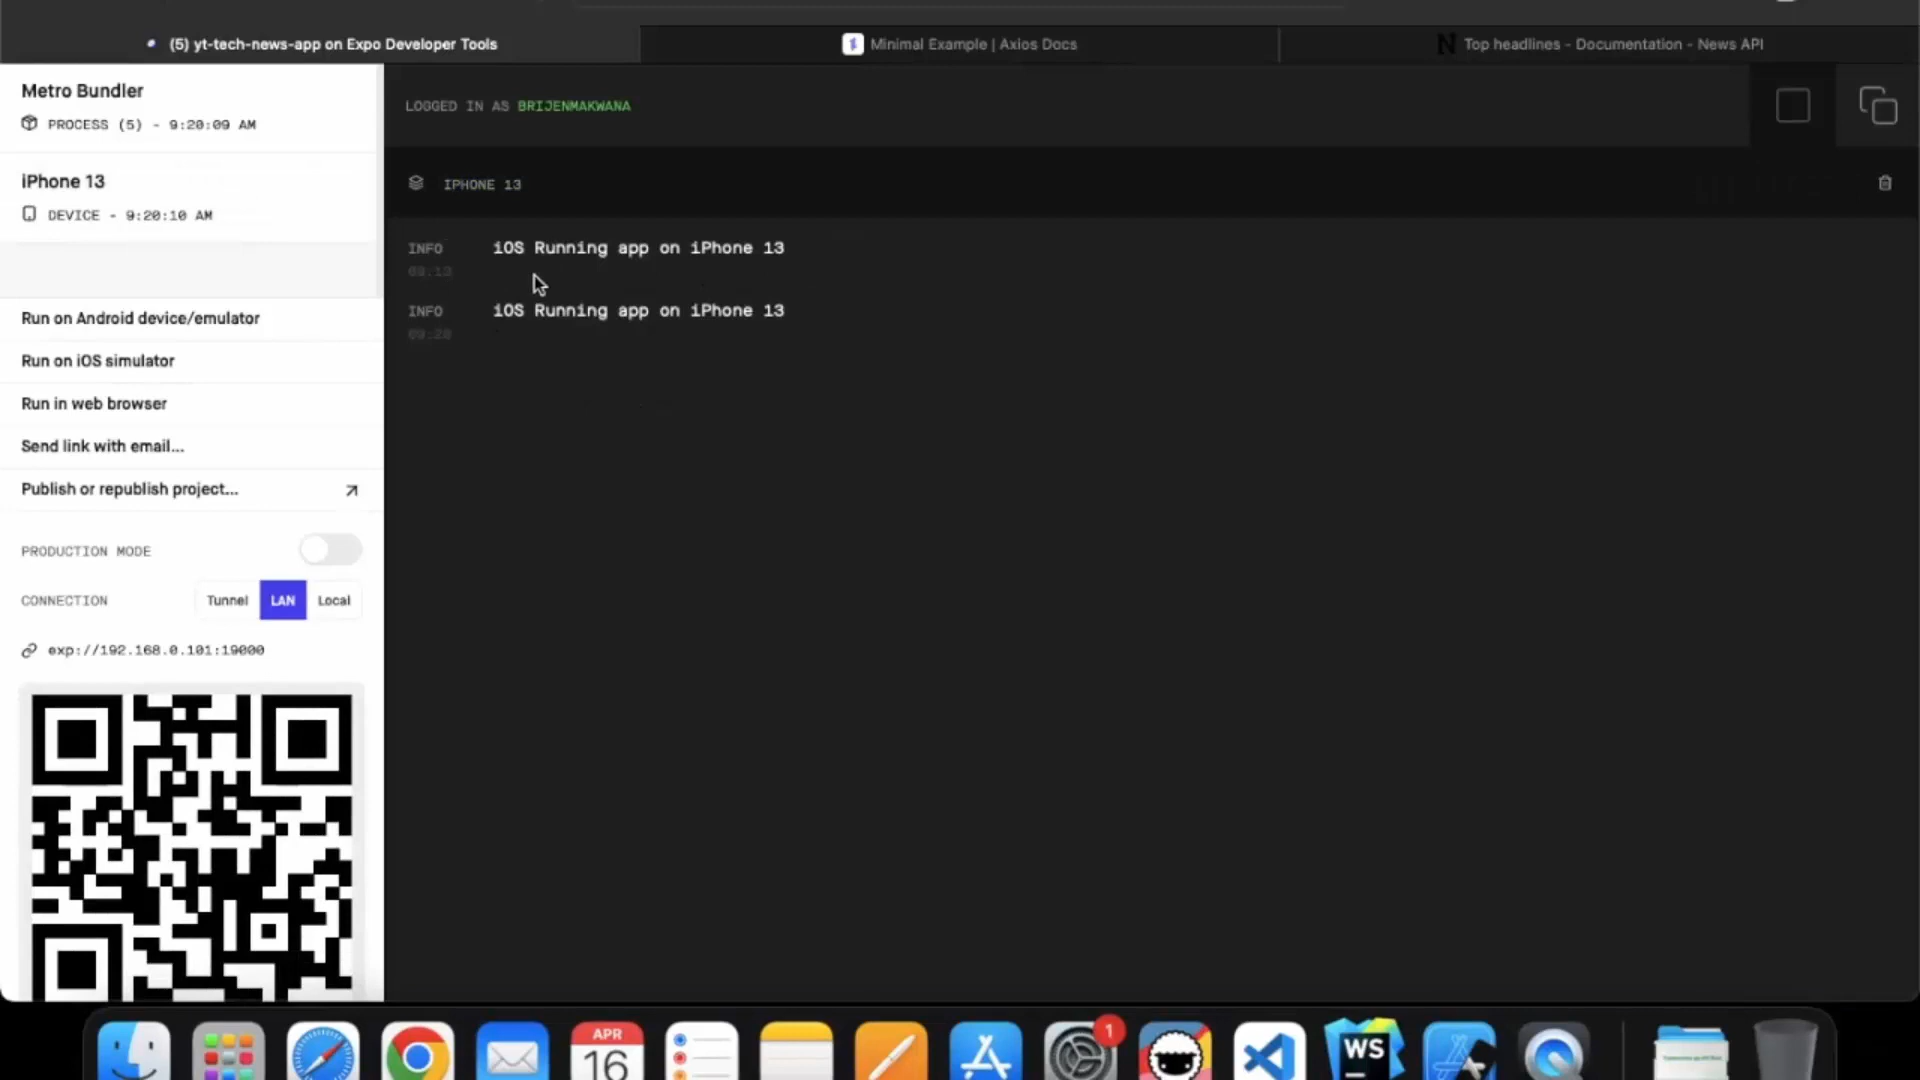 (5) yt-tech-news-app on Expo Developer Tools
Minimal Example | Axios Docs
Top headlines - Documentation - News API
Metro Bundler
PROCESS (5) - 9:20:09 AM
iPhone 13
DEVICE - 9:20:10 AM
Run on Android device/emulator
Run on iOS simulator
Run in web browser
Send link with email...
Publish or republish project...
PRODUCTION MODE
CONNECTION Tunnel LAN Local
exp://192.168.0.101:19000
LOGGED IN AS BRIJENMAKWANA
IPHONE 13
INFO iOS Running app on iPhone 13
INFO iOS Running app on iPhone 13
09:20
APR
16
1
WS